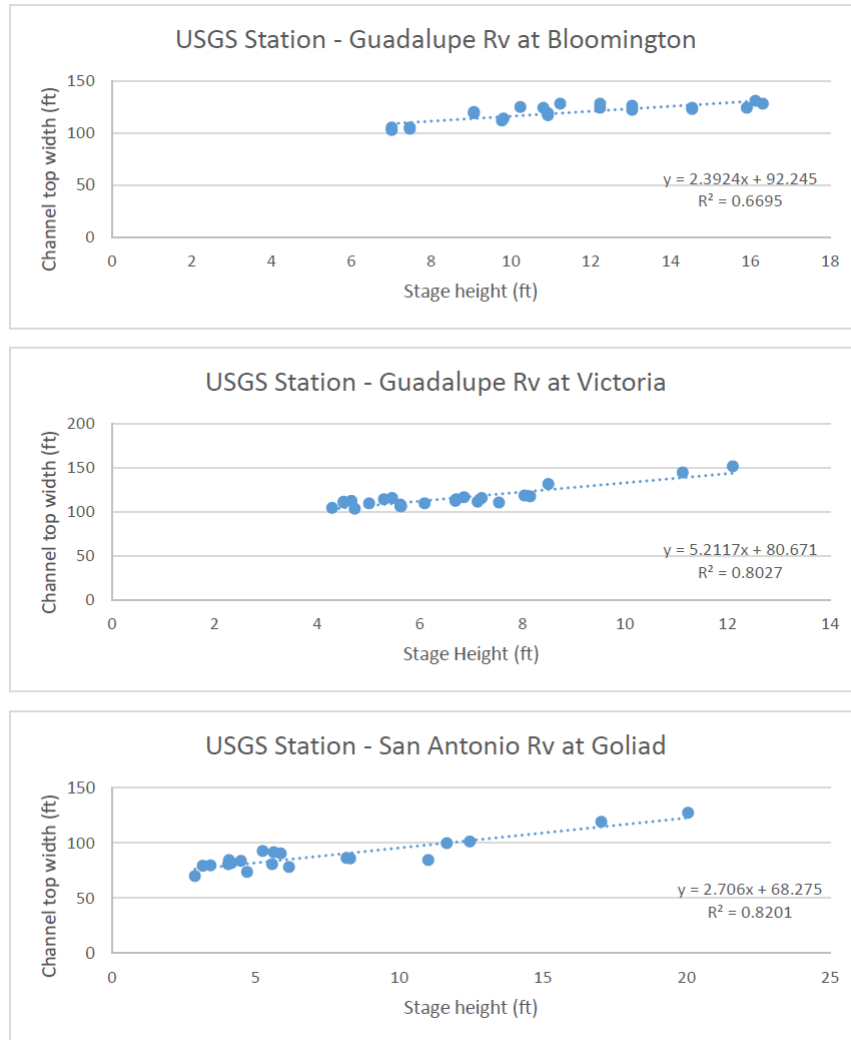 USGS Station - Guadalupe Rv at Bloomington
Channel top width (ft)
150
100
50
0
y = 2.3924x + 92.245
R² = 0.6695
0 2 4 6 8 10 12 14 16 18
Stage height (ft)
USGS Station - Guadalupe Rv at Victoria
Channel top width (ft)
200
150
100
50
0
y = 5.2117x + 80.671
R² = 0.8027
0 2 4 6 8 10 12 14
Stage Height (ft)
USGS Station - San Antonio Rv at Goliad
Channel top width (ft)
150
100
50
0
y = 2.706x + 68.275
R² = 0.8201
0 5 10 15 20 25
Stage height (ft)